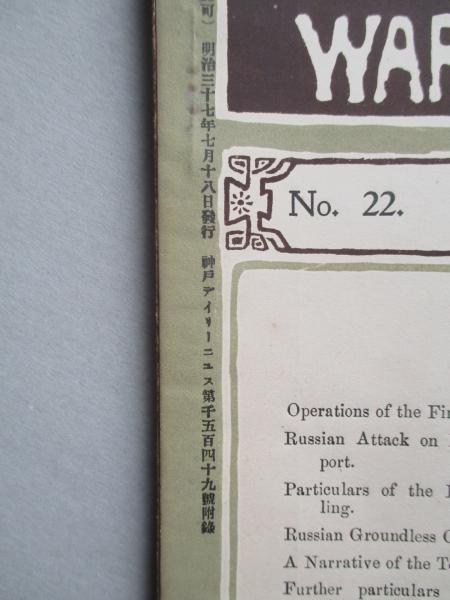 可） 明治三十七年七月十八日發行 神戸デイリーニュス第千五百四十九號附錄
WAR
No. 22.
Operations of the Fir
Russian Attack on
port.
Particulars of the
ling.
Russian Groundless
A Narrative of the T
Further particulars